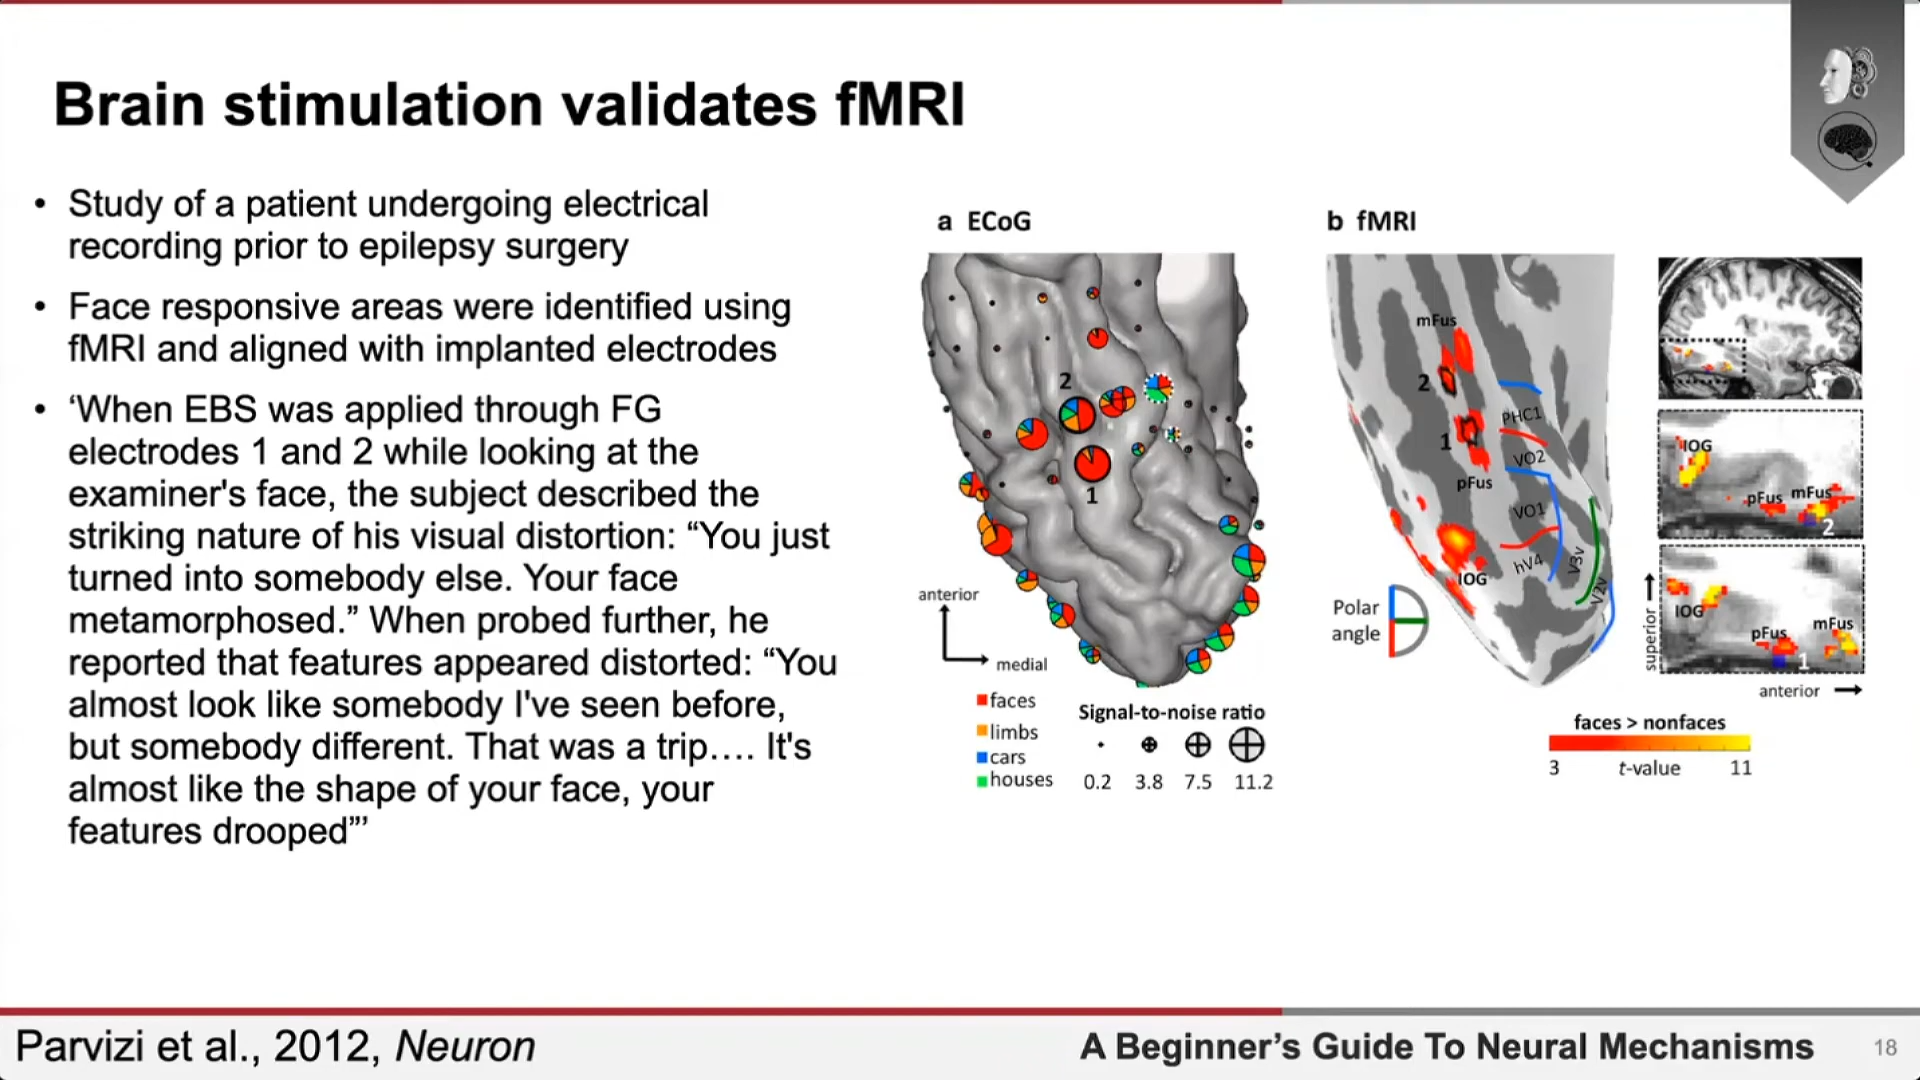 Brain stimulation validates fMRI
• Study of a patient undergoing electrical
recording prior to epilepsy surgery
• Face responsive areas were identified using
fMRI and aligned with implanted electrodes
• ‘When EBS was applied through FG
electrodes 1 and 2 while looking at the
examiner's face, the subject described the
striking nature of his visual distortion: “You just
turned into somebody else. Your face
metamorphosed.” When probed further, he
reported that features appeared distorted: “You
almost look like somebody I've seen before,
but somebody different. That was a trip…. It's
almost like the shape of your face, your
features drooped”’
a ECoG
2
1
anterior
medial
faces
limbs
cars
houses
Signal-to-noise ratio
0.2 3.8 7.5 11.2
b fMRI
mFus
2
1
pFus
IOG
PHC1
VO2
VO1
hV4
V3v
V2v
Polar
angle
IOG
pFus
mFus
2
IOG
pFus
mFus
1
superior
anterior
faces > nonfaces
3 t-value 11
Parvizi et al., 2012, Neuron
A Beginner’s Guide To Neural Mechanisms
18